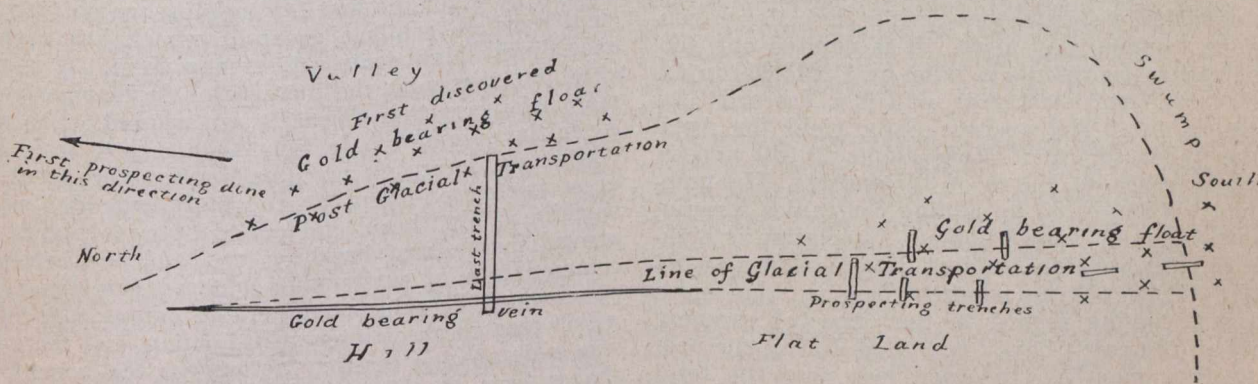 Valley
First discovered
Gold bearing float
Post Glacial Transportation
First prospecting done
in this direction
North
Last trench
Swamp
South
Gold bearing float
Line of Glacial Transportation
Prospecting trenches
Gold bearing vein
Hill
Flat Land